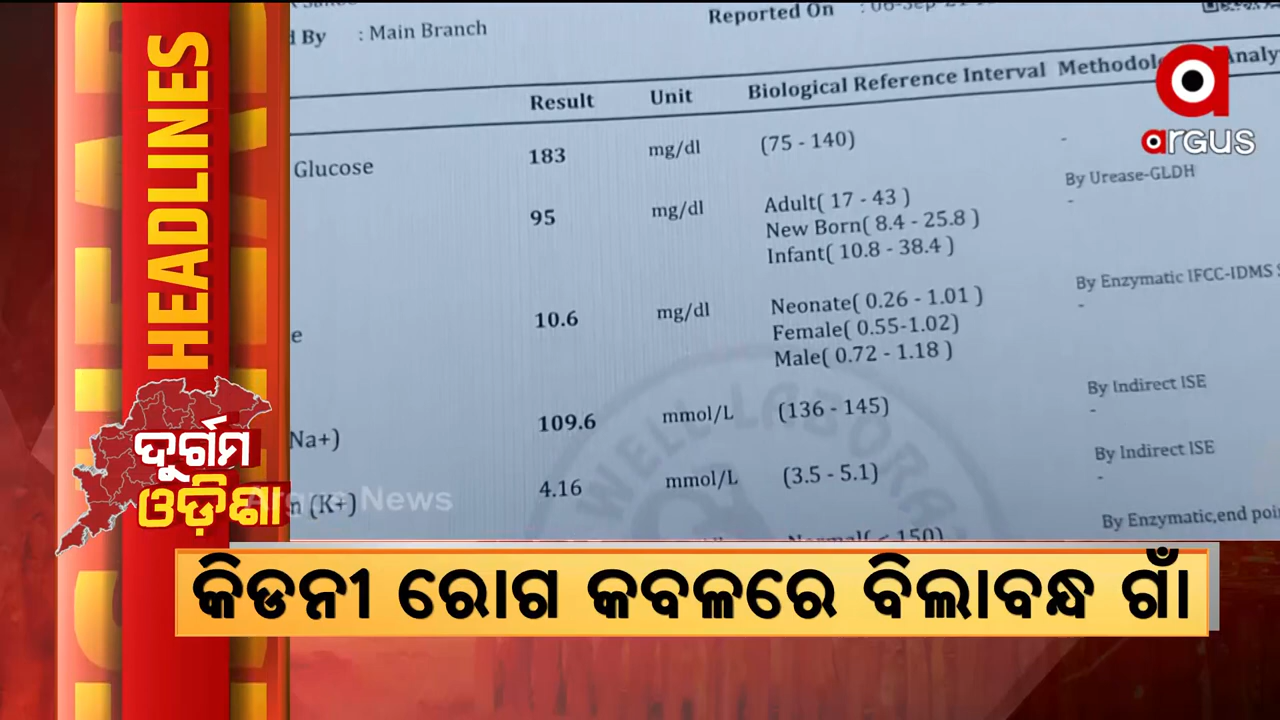 Reported On
By : Main Branch
Result Unit Biological Reference Interval
Glucose 183 mg/dl (75 - 140) -
By Urease-GLDH
95 mg/dl Adult( 17 - 43 ) -
New Born( 8.4 - 25.8 )
Infant( 10.8 - 38.4 )
By Enzymatic IFCC-IDMS
10.6 mg/dl Neonate( 0.26 - 1.01 ) -
Female( 0.55-1.02)
Male( 0.72 - 1.18 )
By Indirect ISE
Na+) 109.6 mmol/L (136 - 145) -
By Indirect ISE
(K+) 4.16 mmol/L (3.5 - 5.1) -
By Enzymatic,end
WELL
argus
Argus News
HEADLINES
ଦୁର୍ଗମ
ଓଡ଼ିଶା
କିଡନୀ ରୋଗ କବଳରେ ବିଲାବନ୍ଧ ଗାଁ